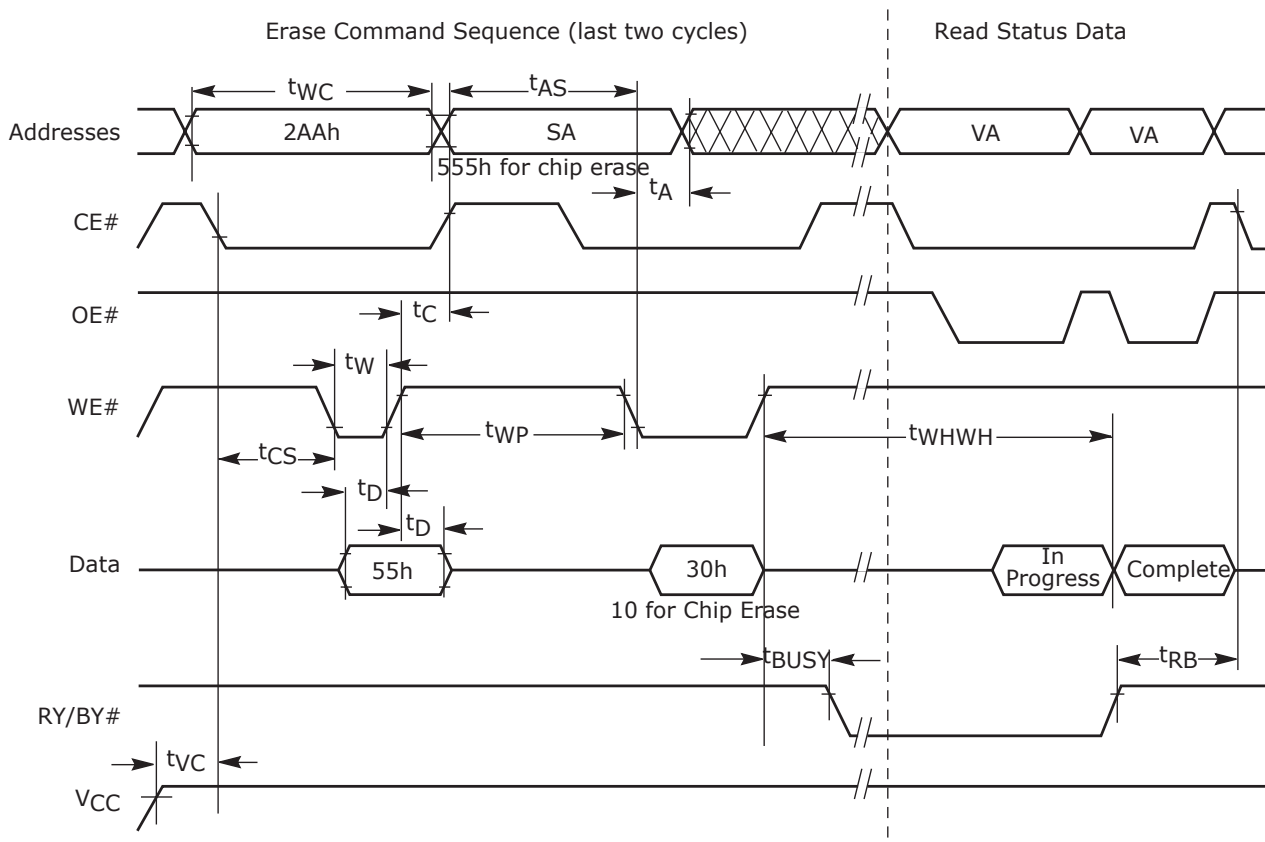 Erase Command Sequence (last two cycles)
Read Status Data
tWC
tAS
Addresses
2AAh
SA
VA
VA
555h for chip erase
tA
CE#
OE#
tC
tW
WE#
tWP
tWHWH
tCS
tD
tD
Data
55h
30h
In
Progress
Complete
10 for Chip Erase
tBUSY
tRB
RY/BY#
tVC
VCC